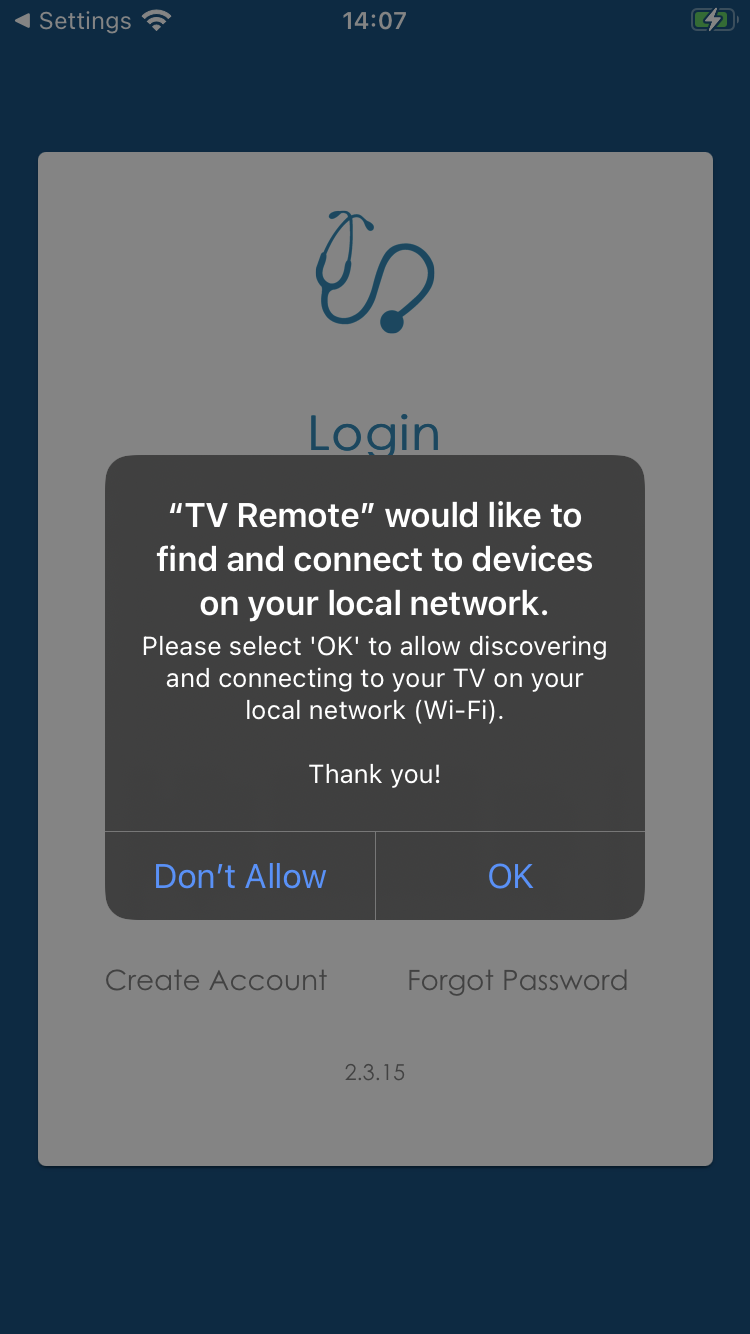 Settings
14:07
Login
“TV Remote” would like to
find and connect to devices
on your local network.
Please select 'OK' to allow discovering
and connecting to your TV on your
local network (Wi-Fi).
Thank you!
Don’t Allow
OK
Create Account
Forgot Password
2.3.15